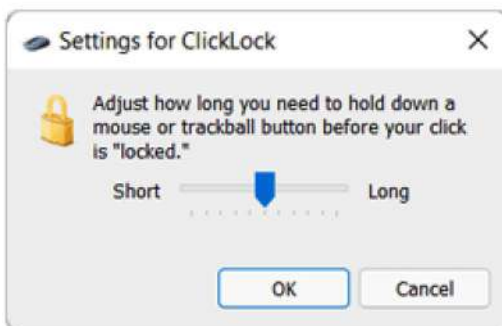 Settings for ClickLock
Adjust how long you need to hold down a
mouse or trackball button before your click
is "locked."
Short Long
OK Cancel